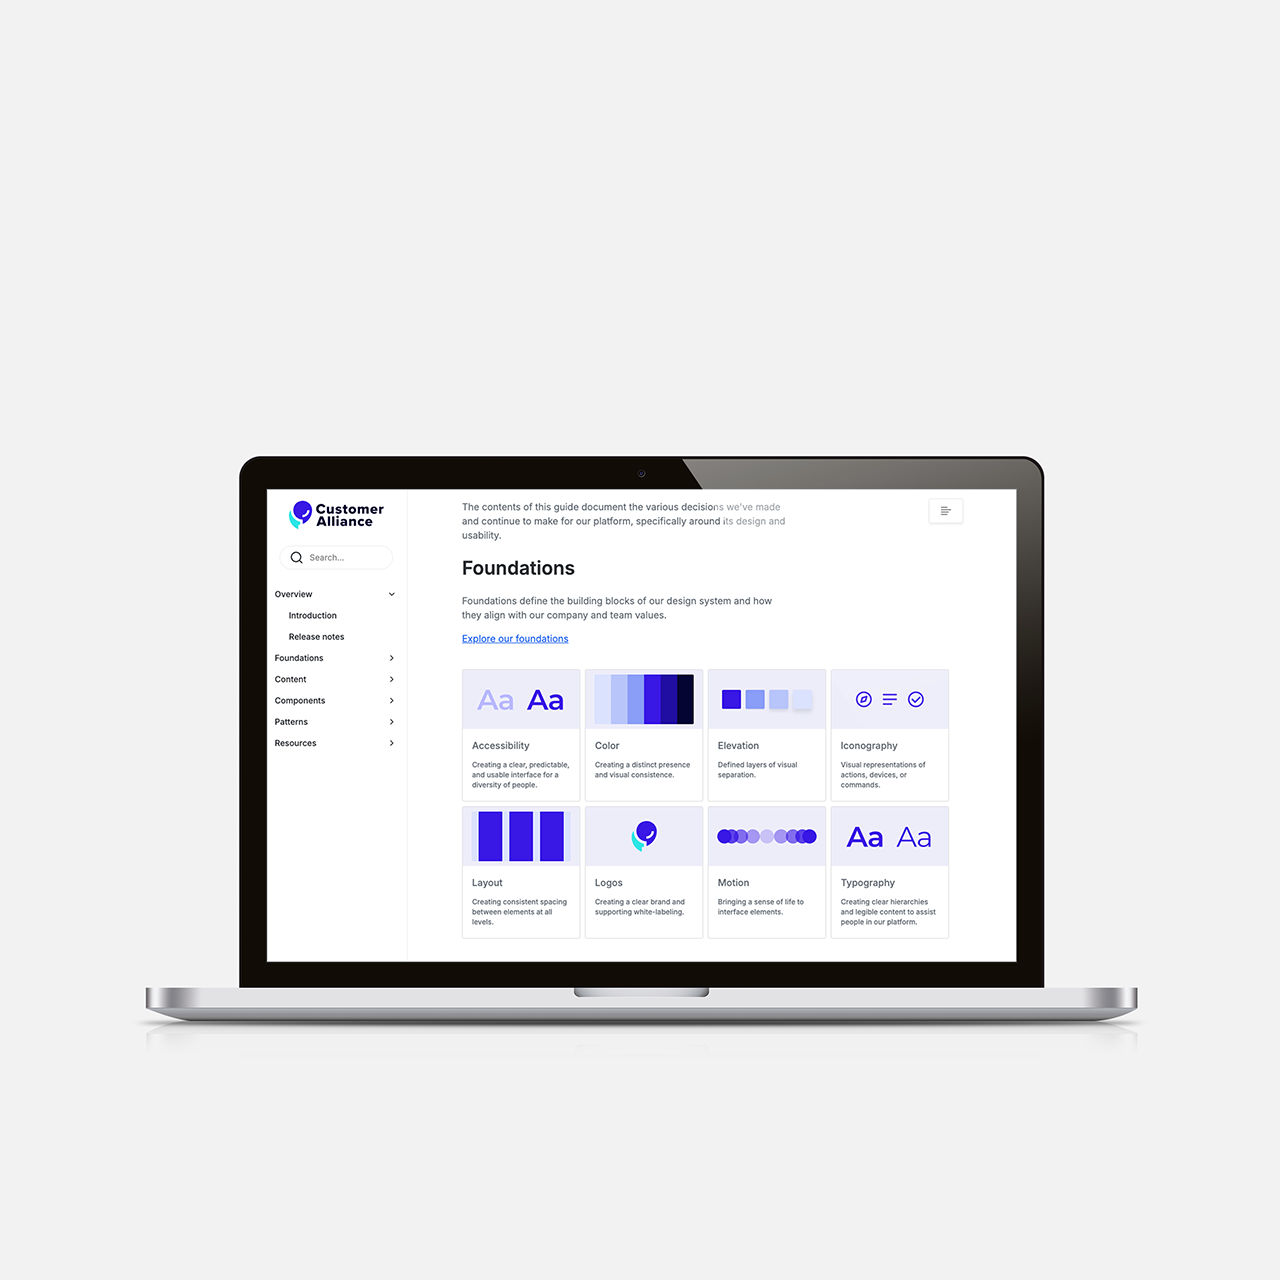 Customer
Alliance
Search...
Overview
Introduction
Release notes
Foundations
Content
Components
Patterns
Resources
The contents of this guide document the various decisions we've made
and continue to make for our platform, specifically around its design and
usability.
Foundations
Foundations define the building blocks of our design system and how
they align with our company and team values.
Explore our foundations
Aa Aa
Accessibility
Creating a clear, predictable,
and usable interface for a
diversity of people.
Color
Creating a distinct presence
and visual consistence.
Elevation
Defined layers of visual
separation.
Iconography
Visual representations of
actions, devices, or
commands.
Layout
Creating consistent spacing
between elements at all
levels.
Logos
Creating a clear brand and
supporting white-labeling.
Motion
Bringing a sense of life to
interface elements.
Aa Aa
Typography
Creating clear hierarchies
and legible content to assist
people in our platform.